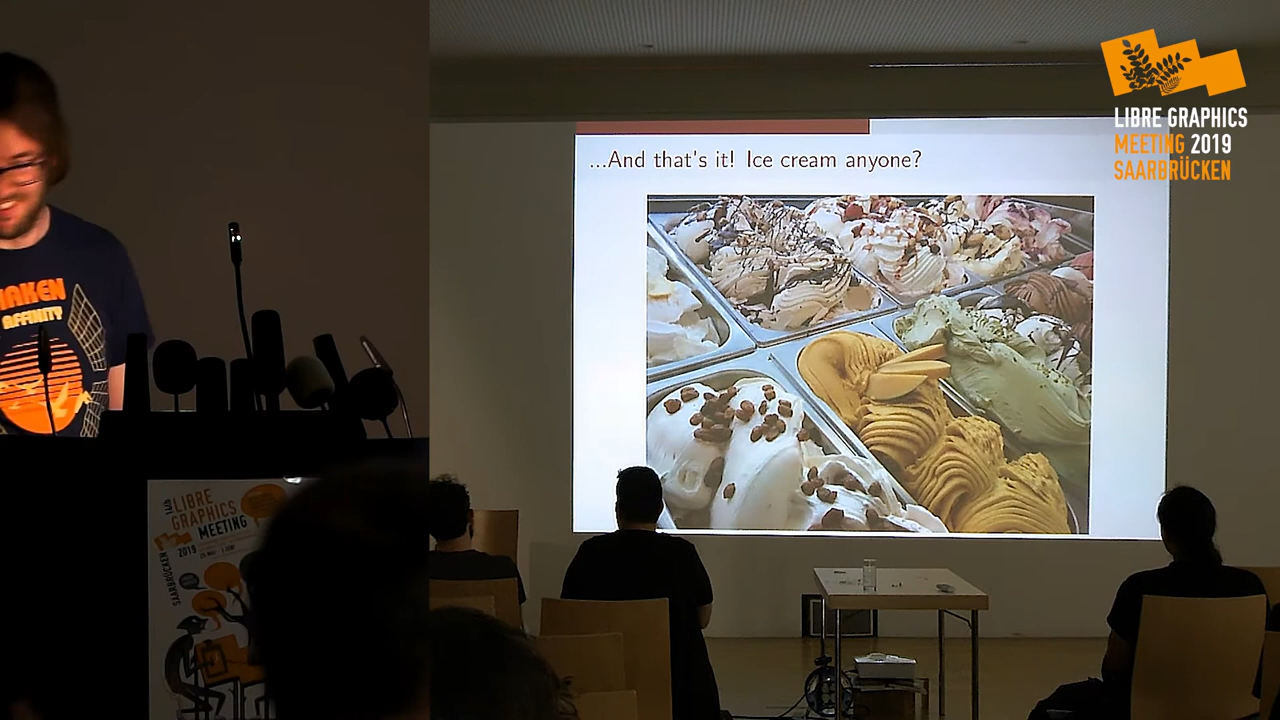 ...And that's it! Ice cream anyone?
LIBRE GRAPHICS
MEETING 2019
SAARBRÜCKEN
AFFINITY
LIBRE
GRAPHICS
MEETING
2019
SAARBRÜCKEN